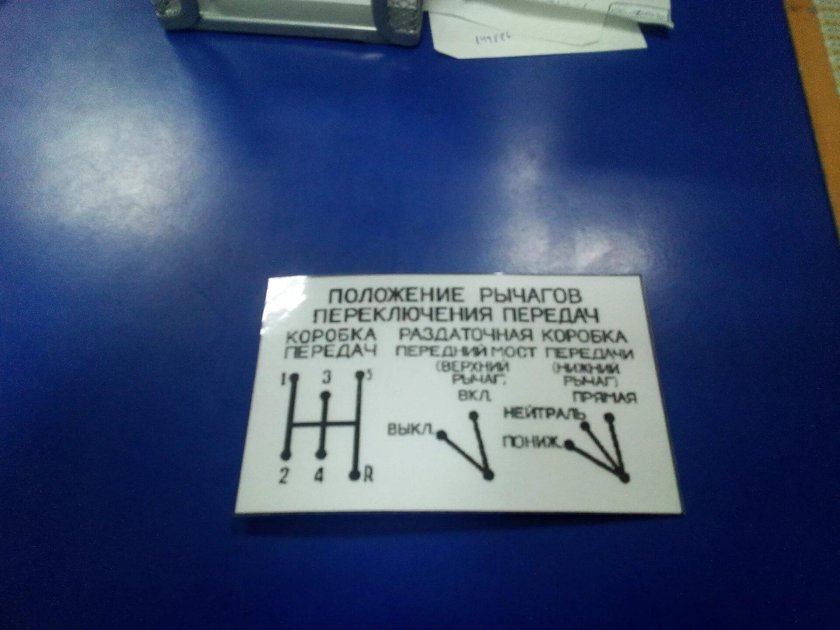 ПОЛОЖЕНИЕ РЫЧАГОВ
ПЕРЕКЛЮЧЕНИЯ ПЕРЕДАЧ
КОРОБКА ПЕРЕДАЧ
РАЗДАТОЧНАЯ КОРОБКА
ПЕРЕДНИЙ МОСТ
(ВЕРХНИЙ
РЫЧАГ)
ПЕРЕДАЧИ
(НИЖНИЙ
РЫЧАГ)
1 3 5
2 4 R
ВКЛ.
ВЫКЛ.
ПРЯМАЯ
НЕЙТРАЛЬ
ПОНИЖ.